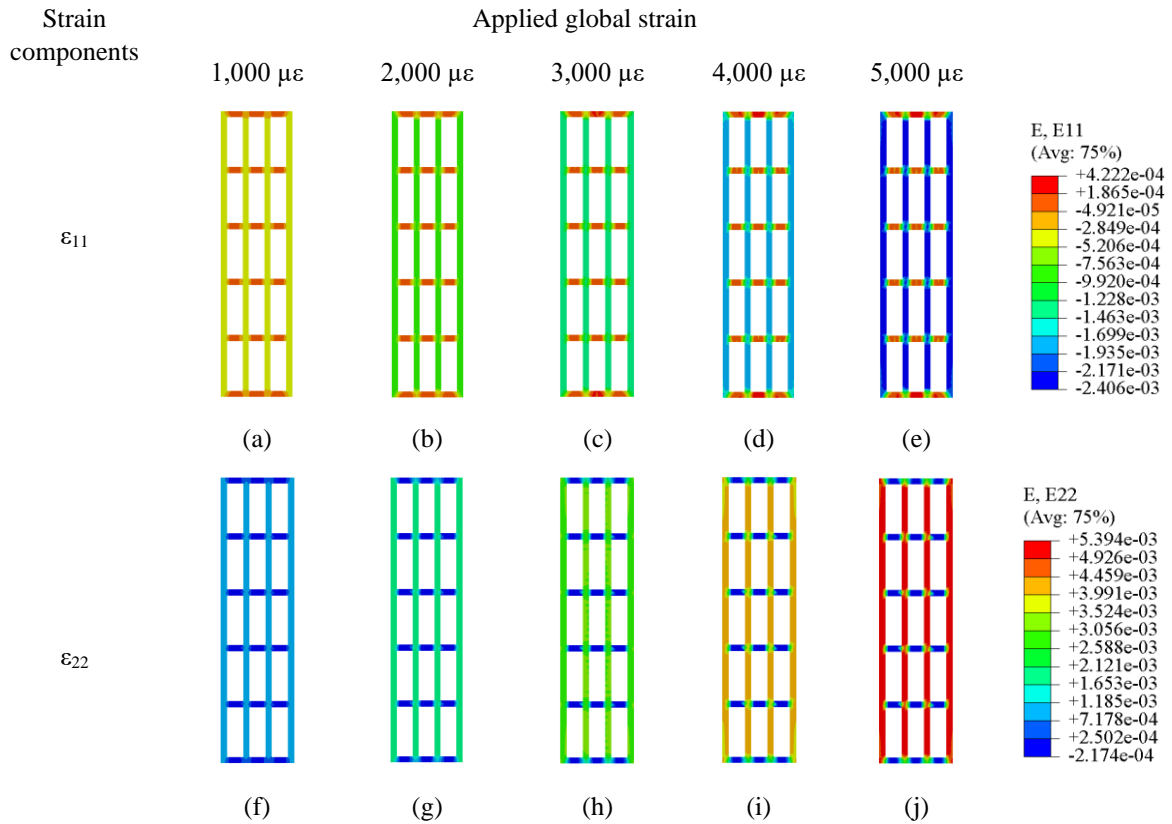 Strain components
Applied global strain
1,000 µε 2,000 µε 3,000 µε 4,000 µε 5,000 µε
ε11
E, E11
(Avg: 75%)
+4.222e-04
+1.865e-04
-4.921e-05
-2.849e-04
-5.206e-04
-7.563e-04
-9.920e-04
-1.228e-03
-1.463e-03
-1.699e-03
-1.935e-03
-2.171e-03
-2.406e-03
(a) (b) (c) (d) (e)
ε22
E, E22
(Avg: 75%)
+5.394e-03
+4.926e-03
+4.459e-03
+3.991e-03
+3.524e-03
+3.056e-03
+2.588e-03
+2.121e-03
+1.653e-03
+1.185e-03
+7.178e-04
+2.502e-04
-2.174e-04
(f) (g) (h) (i) (j)